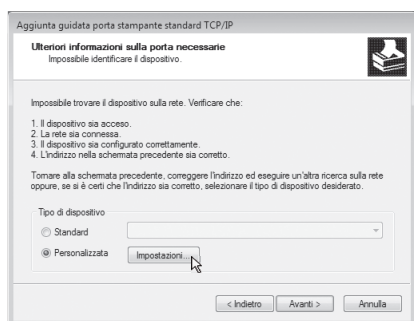 Aggiunta guidata porta stampante standard TCP/IP
Ulteriori informazioni sulla porta necessarie
Impossibile identificare il dispositivo.
Impossibile trovare il dispositivo sulla rete. Verificare che:
1. Il dispositivo sia acceso.
2. La rete sia connessa.
3. Il dispositivo sia configurato correttamente.
4. L'indirizzo nella schermata precedente sia corretto.
Tornare alla schermata precedente, correggere l'indirizzo ed eseguire un'altra ricerca sulla rete
oppure, se si è certi che l'indirizzo sia corretto, selezionare il tipo di dispositivo desiderato.
Tipo di dispositivo
Standard
Personalizzata
Impostazioni...
< Indietro
Avanti >
Annulla